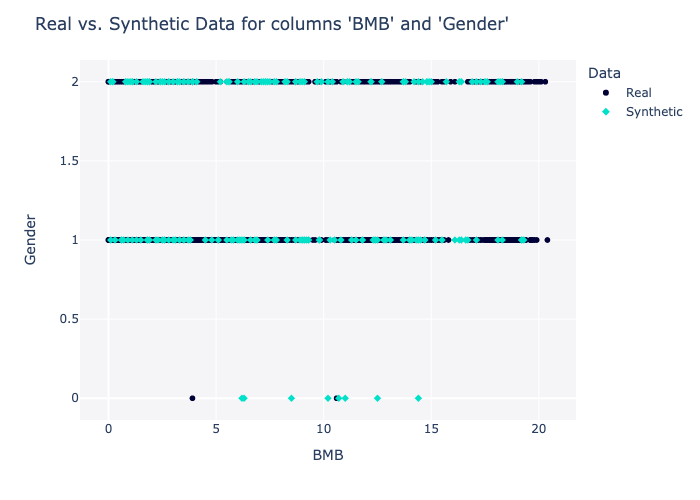 Real vs. Synthetic Data for columns 'BMB' and 'Gender'
Data
Real
Synthetic
2
1.5
1
0.5
0
Gender
0
5
10
15
20
BMB